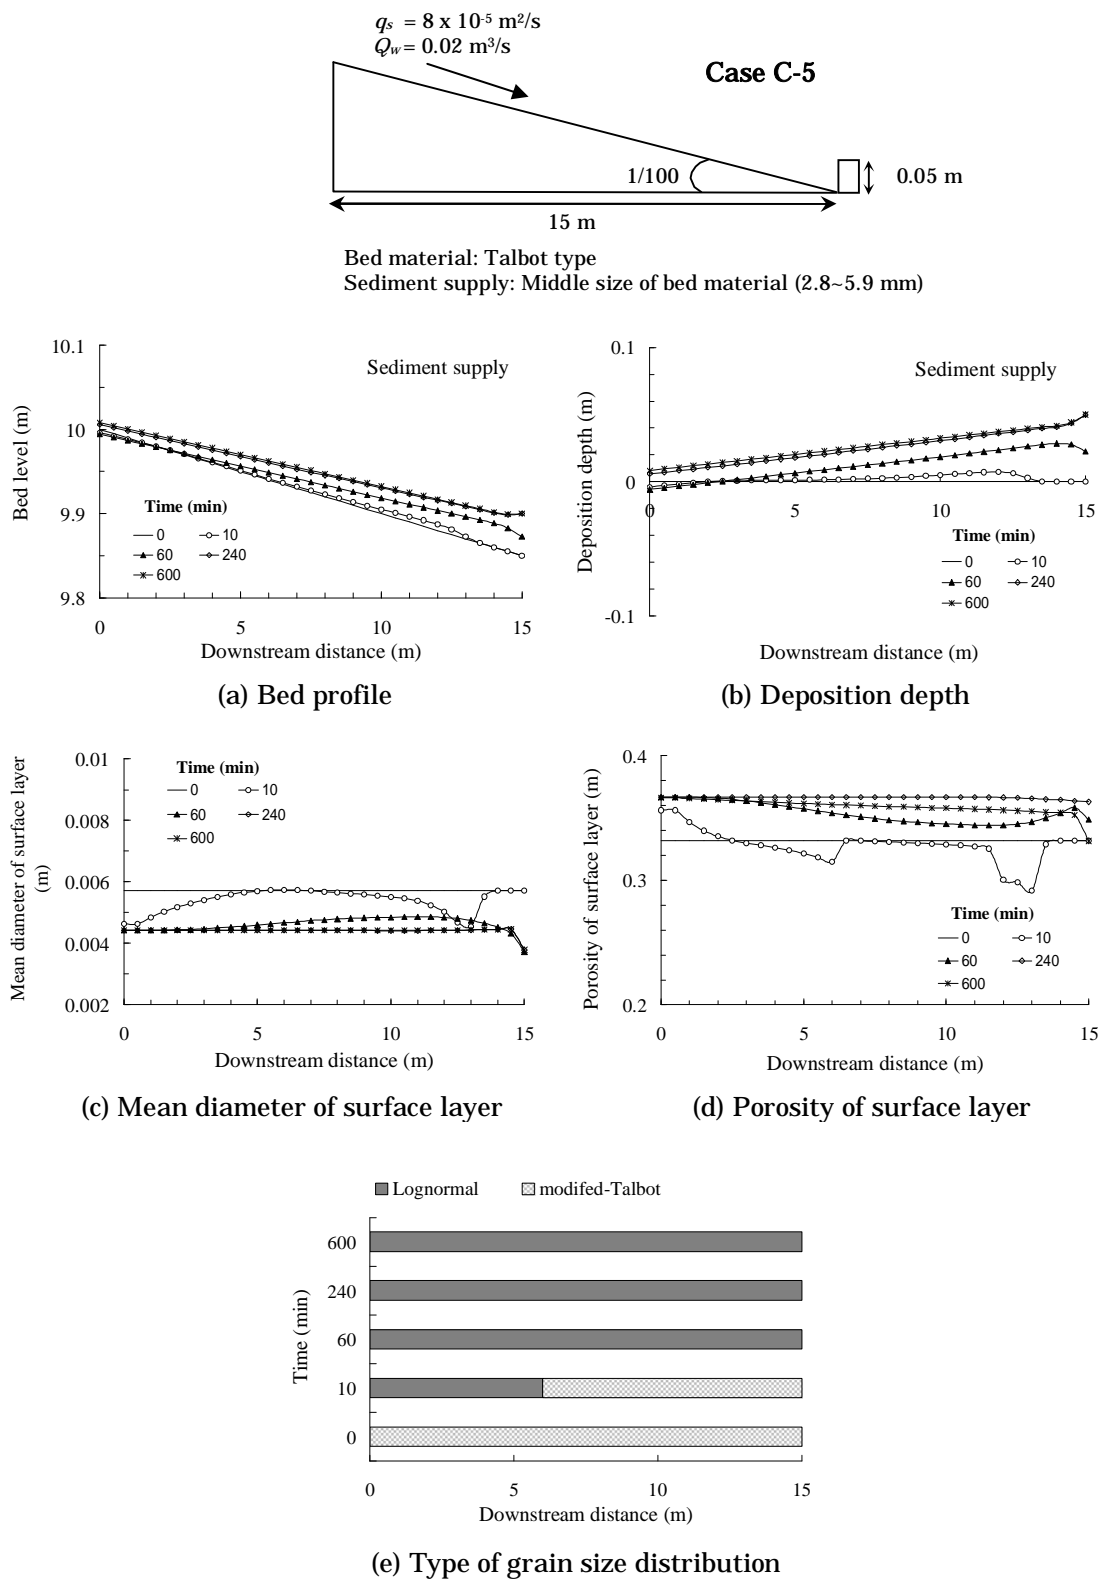 qs = 8 x 10-5 m2/s
Qw = 0.02 m3/s
Case C-5
1/100
0.05 m
15 m
Bed material: Talbot type
Sediment supply: Middle size of bed material (2.8~5.9 mm)
10.1
10
9.9
9.8
Bed level (m)
Sediment supply
Time (min)
0
10
60
240
600
0
5
10
15
Downstream distance (m)
(a) Bed profile
0.1
0
-0.1
Deposition depth (m)
Sediment supply
0
5
10
15
Time (min)
0
10
60
240
600
Downstream distance (m)
(b) Deposition depth
0.01
0.008
0.006
0.004
0.002
Mean diameter of surface layer
(m)
Time (min)
0
10
60
240
600
0
5
10
15
Downstream distance (m)
(c) Mean diameter of surface layer
0.4
0.3
0.2
Porosity of surface layer (m)
Time (min)
0
10
60
240
600
0
5
10
15
Downstream distance (m)
(d) Porosity of surface layer
Lognormal
modifed-Talbot
600
240
60
10
0
Time (min)
0
5
10
15
Downstream distance (m)
(e) Type of grain size distribution